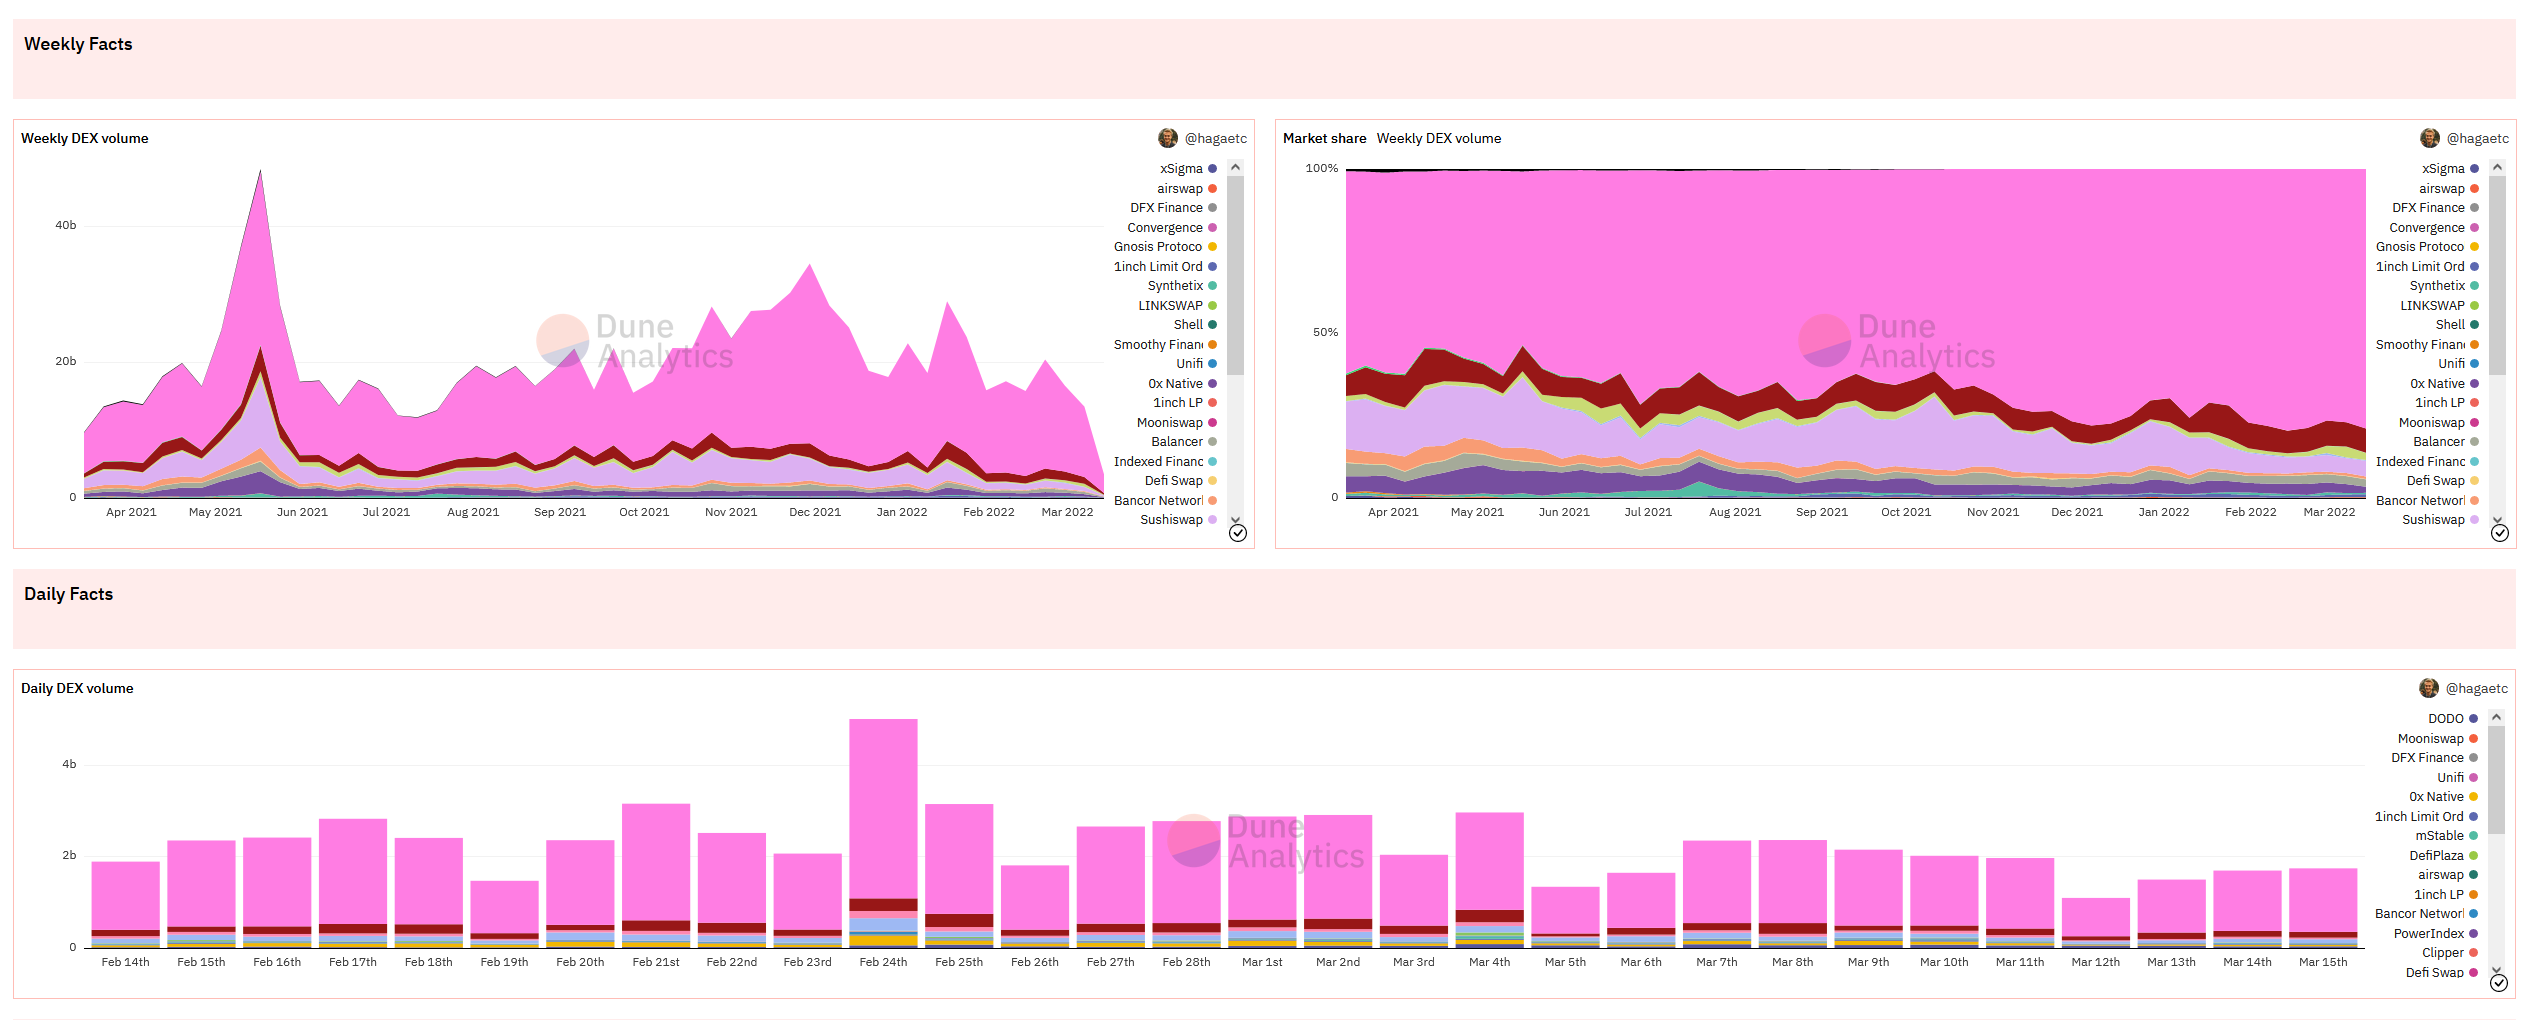 Weekly Facts
Weekly DEX volume
@hagaetc
40b
20b
0
Apr 2021 May 2021 Jun 2021 Jul 2021 Aug 2021 Sep 2021 Oct 2021 Nov 2021 Dec 2021 Jan 2022 Feb 2022 Mar 2022
Dune
Analytics
xSigma
airswap
DFX Finance
Convergence
Gnosis Protoco
1inch Limit Ord
Synthetix
LINKSWAP
Shell
Smoothy Finan
Unifi
0x Native
1inch LP
Mooniswap
Balancer
Indexed Financ
Defi Swap
Bancor Networ
Sushiswap
Market share Weekly DEX volume
@hagaetc
100%
50%
0
Apr 2021 May 2021 Jun 2021 Jul 2021 Aug 2021 Sep 2021 Oct 2021 Nov 2021 Dec 2021 Jan 2022 Feb 2022 Mar 2022
Dune
Analytics
xSigma
airswap
DFX Finance
Convergence
Gnosis Protoco
1inch Limit Ord
Synthetix
LINKSWAP
Shell
Smoothy Finan
Unifi
0x Native
1inch LP
Mooniswap
Balancer
Indexed Financ
Defi Swap
Bancor Networ
Sushiswap
Daily Facts
Daily DEX volume
@hagaetc
4b
2b
0
Feb 14th Feb 15th Feb 16th Feb 17th Feb 18th Feb 19th Feb 20th Feb 21st Feb 22nd Feb 23rd Feb 24th Feb 25th Feb 26th Feb 27th Feb 28th Mar 1st Mar 2nd Mar 3rd Mar 4th Mar 5th Mar 6th Mar 7th Mar 8th Mar 9th Mar 10th Mar 11th Mar 12th Mar 13th Mar 14th Mar 15th
Dune
Analytics
DODO
Mooniswap
DFX Finance
Unifi
0x Native
1inch Limit Ord
mStable
DefiPlaza
airswap
1inch LP
Bancor Networ
PowerIndex
Clipper
Defi Swap